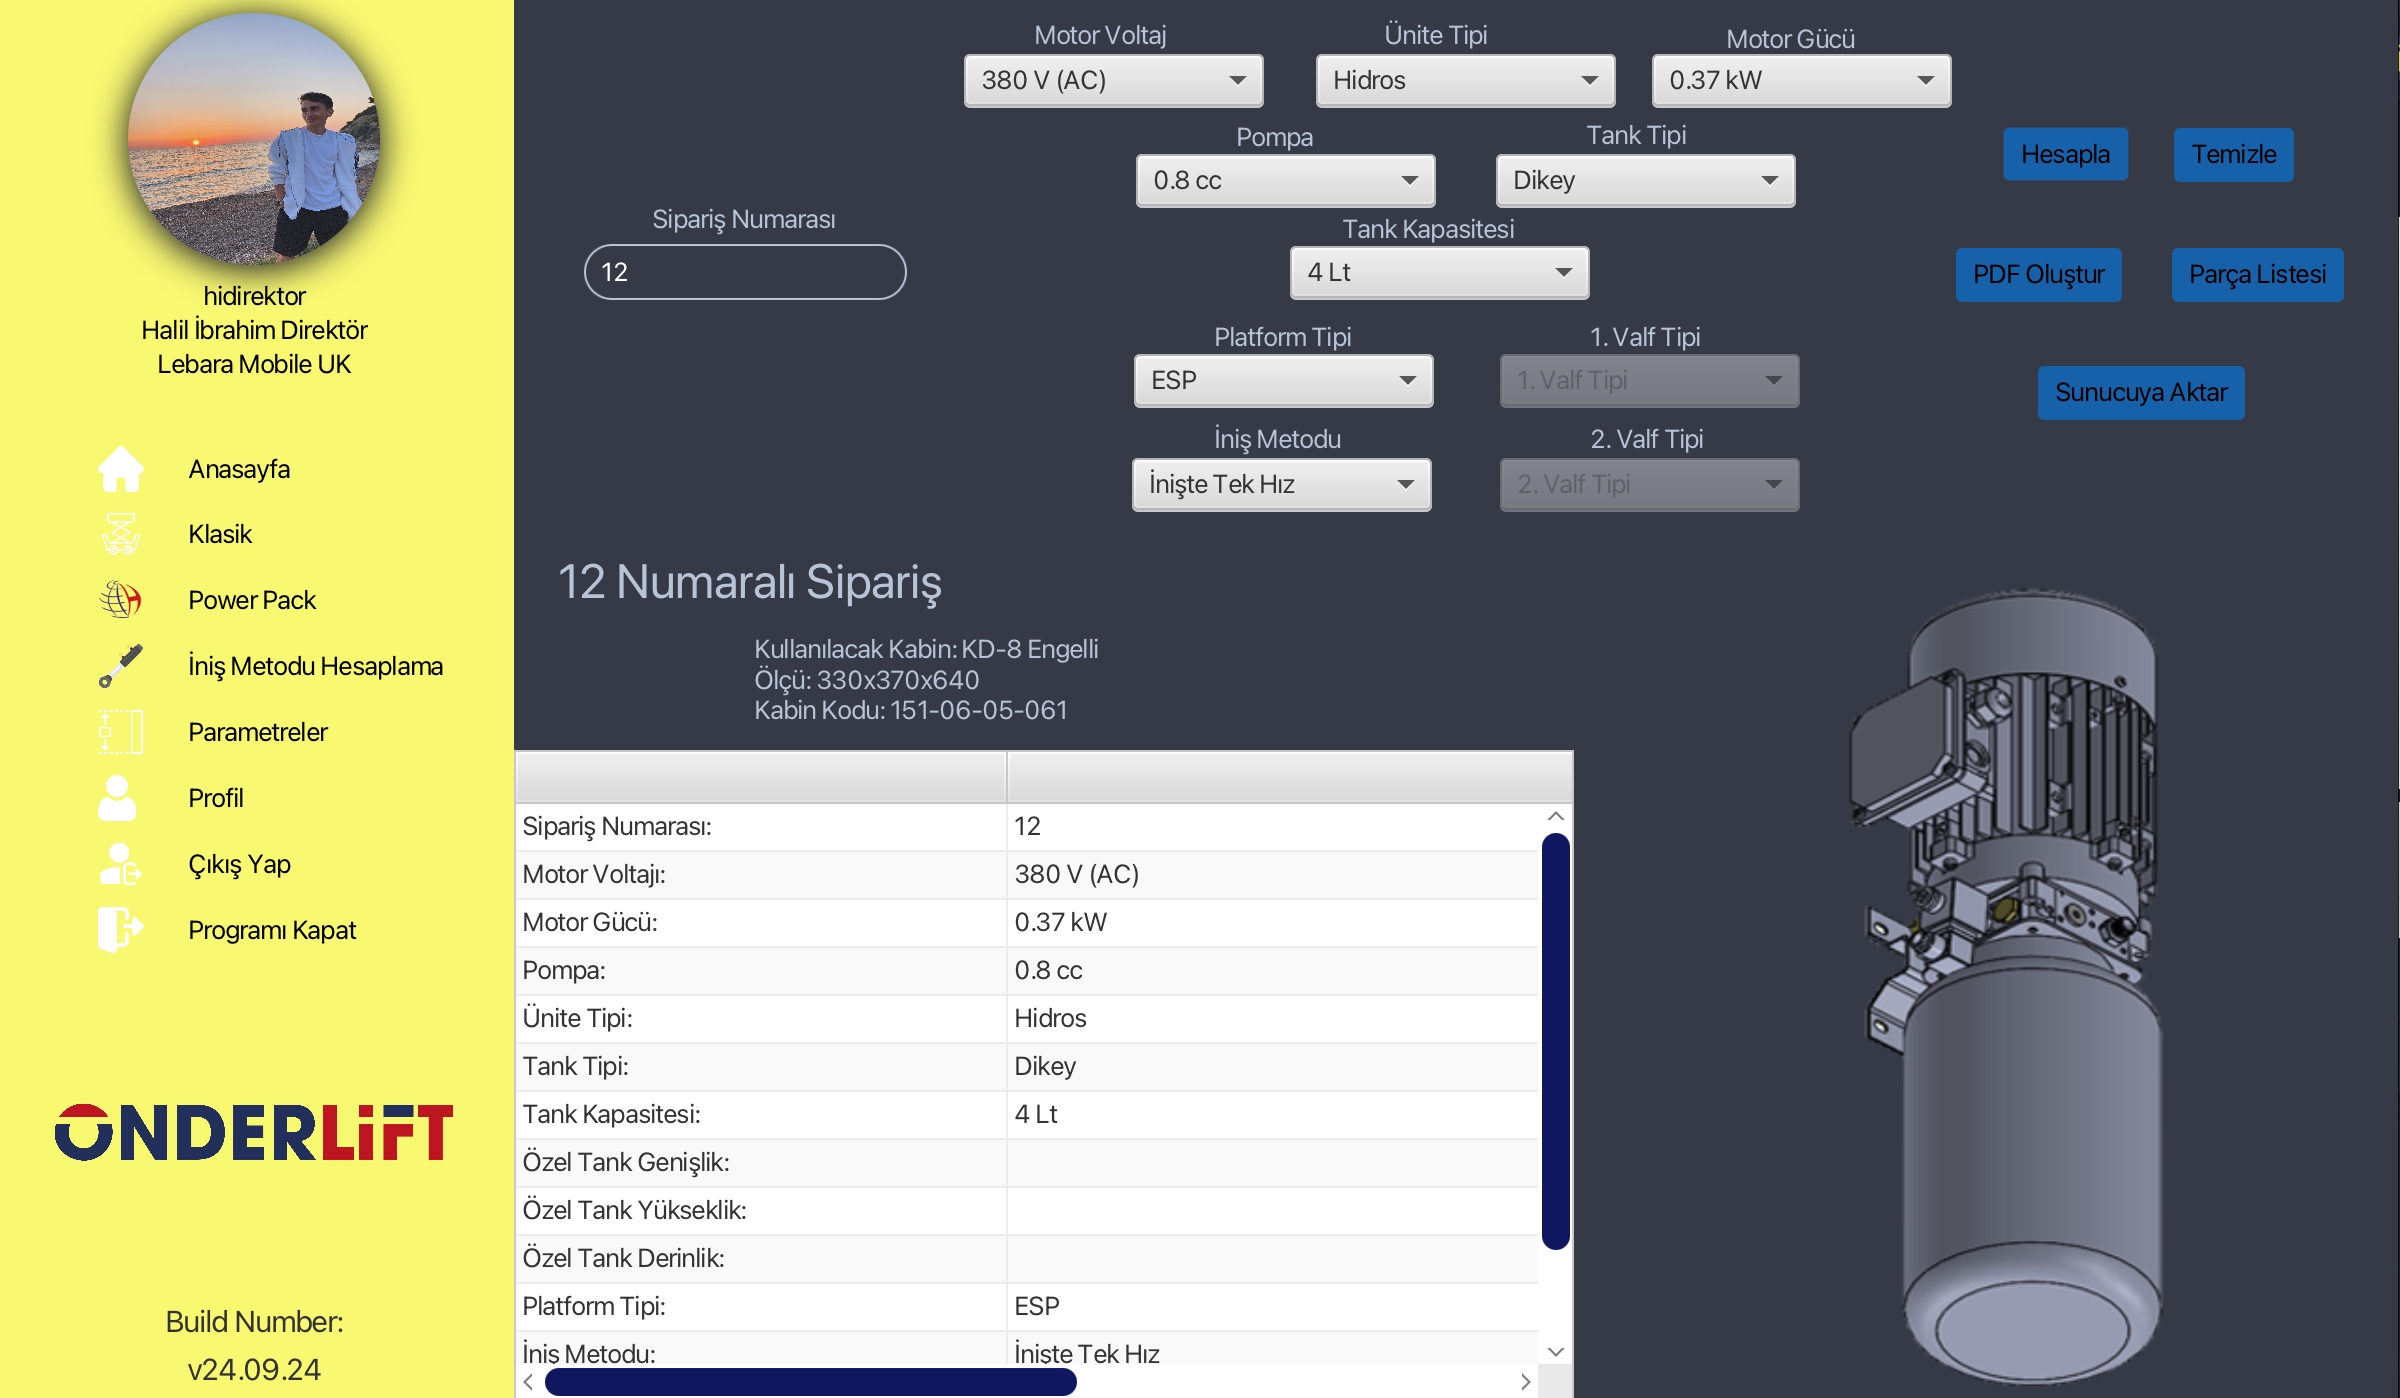 hidirektor
Halil İbrahim Direktör
Lebara Mobile UK
Anasayfa
Klasik
Power Pack
İniş Metodu Hesaplama
Parametreler
Profil
Çıkış Yap
Programı Kapat
ONDERLiFT
Build Number:
v24.09.24
Motor Voltaj
Ünite Tipi
Motor Gücü
380 V (AC)
Hidros
0.37 kW
Pompa
Tank Tipi
0.8 cc
Dikey
Hesapla
Temizle
Sipariş Numarası
12
Tank Kapasitesi
4 Lt
PDF Oluştur
Parça Listesi
Platform Tipi
1. Valf Tipi
ESP
1. Valf Tipi
Sunucuya Aktar
İniş Metodu
2. Valf Tipi
İnişte Tek Hız
2. Valf Tipi
12 Numaralı Sipariş
Kullanılacak Kabin: KD-8 Engelli
Ölçü: 330x370x640
Kabin Kodu: 151-06-05-061
Sipariş Numarası: 12
Motor Voltajı: 380 V (AC)
Motor Gücü: 0.37 kW
Pompa: 0.8 cc
Ünite Tipi: Hidros
Tank Tipi: Dikey
Tank Kapasitesi: 4 Lt
Özel Tank Genişlik:
Özel Tank Yükseklik:
Özel Tank Derinlik:
Platform Tipi: ESP
İniş Metodu: İnişte Tek Hız